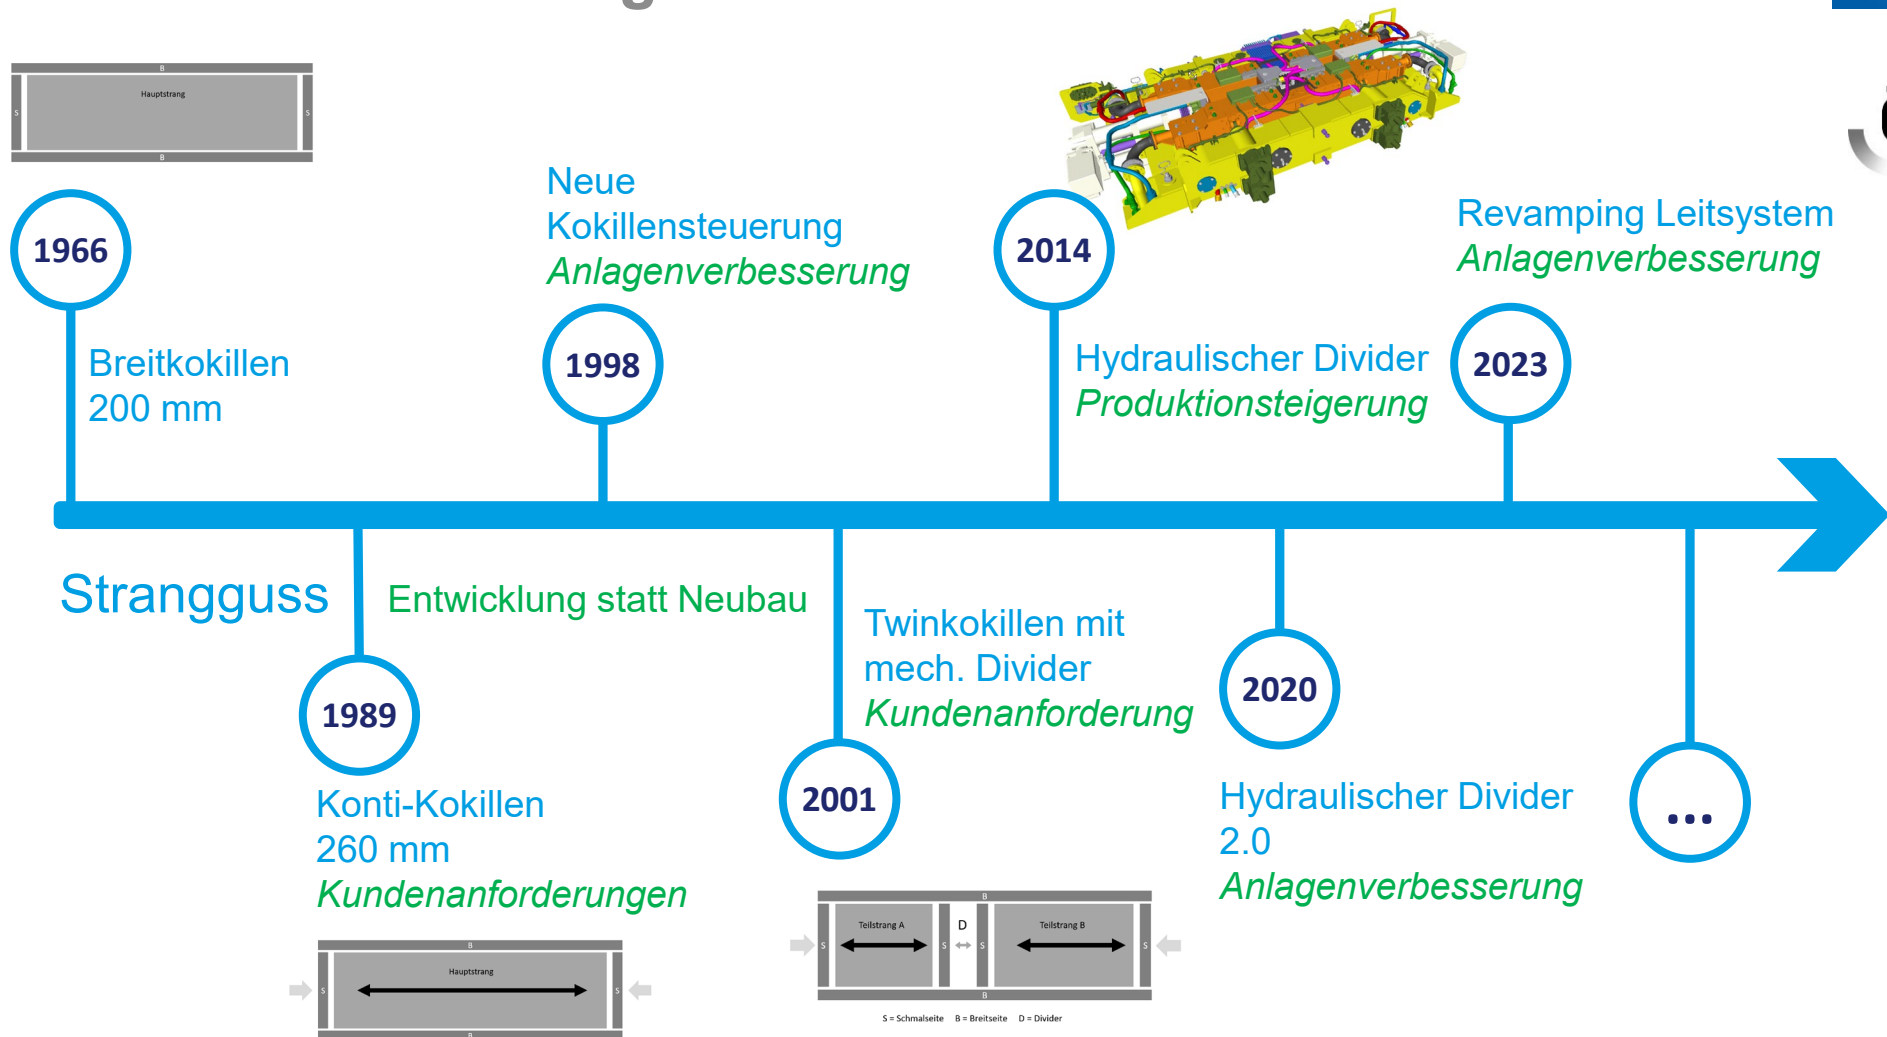 B
Hauptstrang
S
S
B
1966
Breitkokillen
200 mm
Neue
Kokillensteuerung
Anlagenverbesserung
1998
2014
Hydraulischer Divider
Produktionsteigerung
Revamping Leitsystem
Anlagenverbesserung
2023
Strangguss
Entwicklung statt Neubau
1989
Konti-Kokillen
260 mm
Kundenanforderungen
B
Hauptstrang
S
S
B
Twinkokillen mit
mech. Divider
Kundenanforderung
2001
B
Teilstrang A
D
Teilstrang B
S
S
S
S
B
S = Schmalseite B = Breitseite D = Divider
2020
Hydraulischer Divider
2.0
Anlagenverbesserung
...